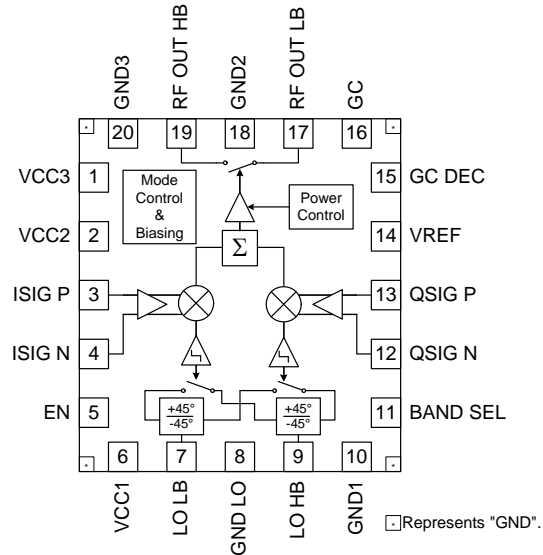 GND3
RF OUT HB
GND2
RF OUT LB
GC
20
19
18
17
16
VCC3
1
Mode
Control
&
Biasing
Power
Control
15
GC DEC
VCC2
2
Σ
14
VREF
ISIG P
3
13
QSIG P
ISIG N
4
12
QSIG N
EN
5
+45°
-45°
+45°
-45°
11
BAND SEL
6
7
8
9
10
VCC1
LO LB
GND LO
LO HB
GND1
Represents "GND".